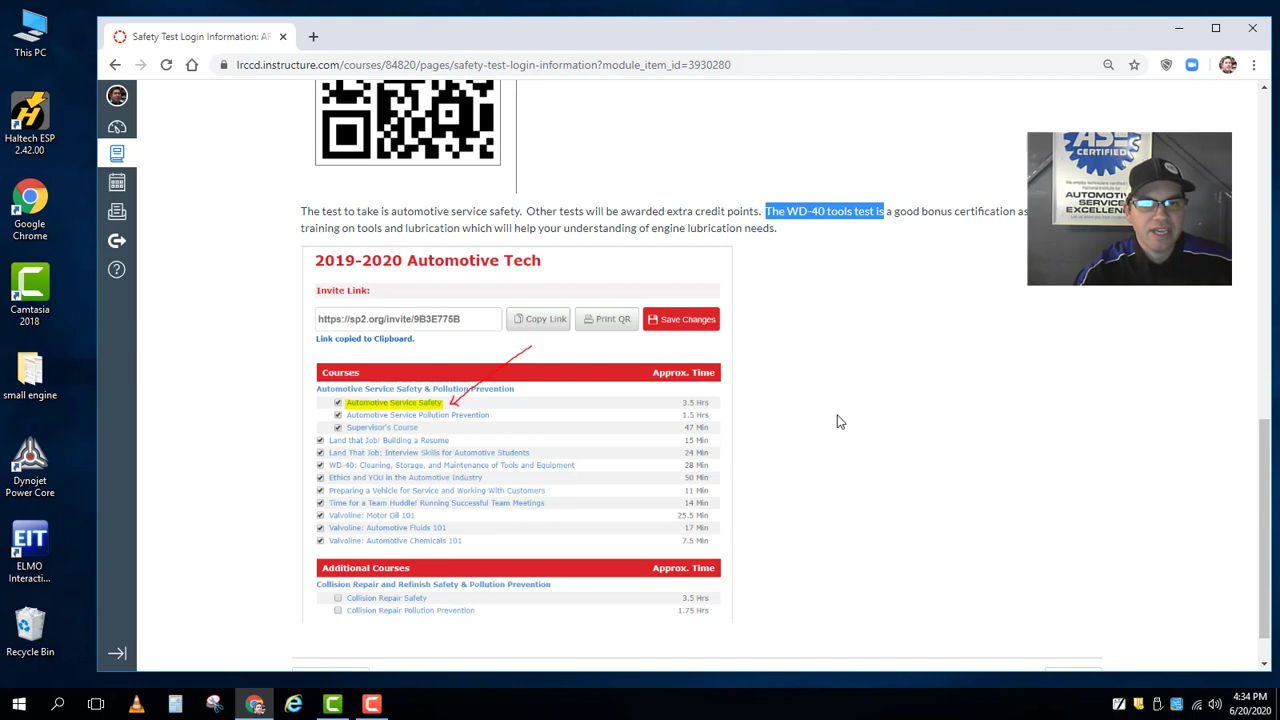 This PC
Haltech ESP
2.42.00
Google
Chrome
Camtasia
2018
small engine
Dynojet
Power Core
EIT
ELMO
Interacti...
Recycle Bin
Safety Test Login Information: AF
lrccd.instructure.com/courses/84820/pages/safety-test-login-information?module_item_id=3930280
The test to take is automotive service safety. Other tests will be awarded extra credit points. The WD-40 tools test is a good bonus certification as
training on tools and lubrication which will help your understanding of engine lubrication needs.
2019-2020 Automotive Tech
Invite Link:
https://sp2.org/invite/9B3E775B Copy Link Print QR Save Changes
Link copied to Clipboard.
Courses Approx. Time
Automotive Service Safety & Pollution Prevention
Automotive Service Safety 3.5 Hrs
Automotive Service Pollution Prevention 1.5 Hrs
Supervisor's Course 47 Min
Land that Job! Building a Resume 15 Min
Land That Job: Interview Skills for Automotive Students 24 Min
WD-40: Cleaning, Storage, and Maintenance of Tools and Equipment 28 Min
Ethics and YOU in the Automotive Industry 50 Min
Preparing a Vehicle for Service and Working With Customers 11 Min
Time for a Team Huddle! Running Successful Team Meetings 14 Min
Valvoline: Motor Oil 101 25.5 Min
Valvoline: Automotive Fluids 101 17 Min
Valvoline: Automotive Chemicals 101 7.5 Min
Additional Courses Approx. Time
Collision Repair and Refinish Safety & Pollution Prevention
Collision Repair Safety 3.5 Hrs
Collision Repair Pollution Prevention 1.75 Hrs
ASE
CERTIFIED
AUTOMOTIVE
SERVICE
EXCELLENCE
4:34 PM
6/20/2020